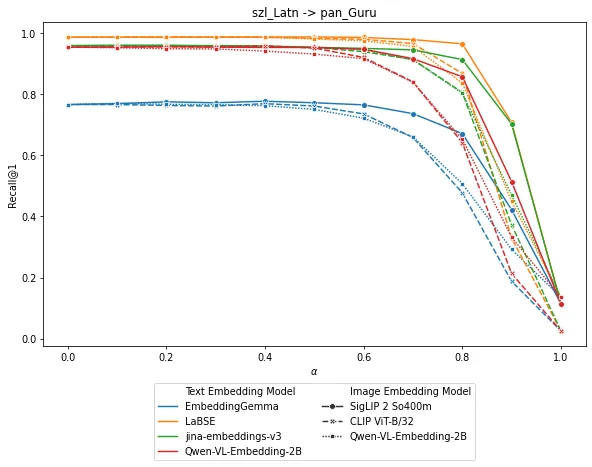 szl_Latn -> pan_Guru
Recall@1
1.0
0.8
0.6
0.4
0.2
0.0
0.0
0.2
0.4
0.6
0.8
1.0
α
Text Embedding Model
EmbeddingGemma
LaBSE
jina-embeddings-v3
Qwen-VL-Embedding-2B
Image Embedding Model
SigLIP 2 So400m
CLIP ViT-B/32
Qwen-VL-Embedding-2B